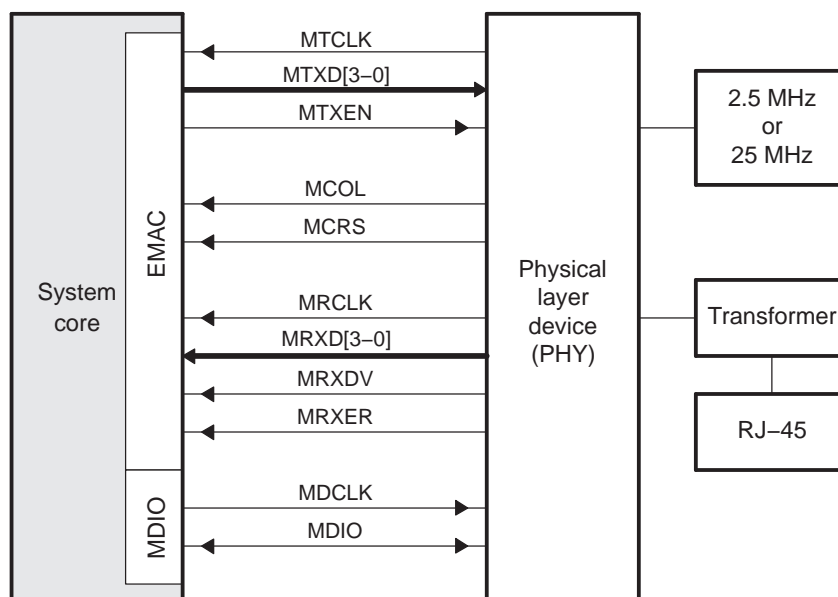 System
core
EMAC
MDIO
MTCLK
MTXD[3−0]
MTXEN
MCOL
MCRS
MRCLK
MRXD[3−0]
MRXDV
MRXER
MDCLK
MDIO
Physical
layer
device
(PHY)
2.5 MHz
or
25 MHz
Transformer
RJ−45